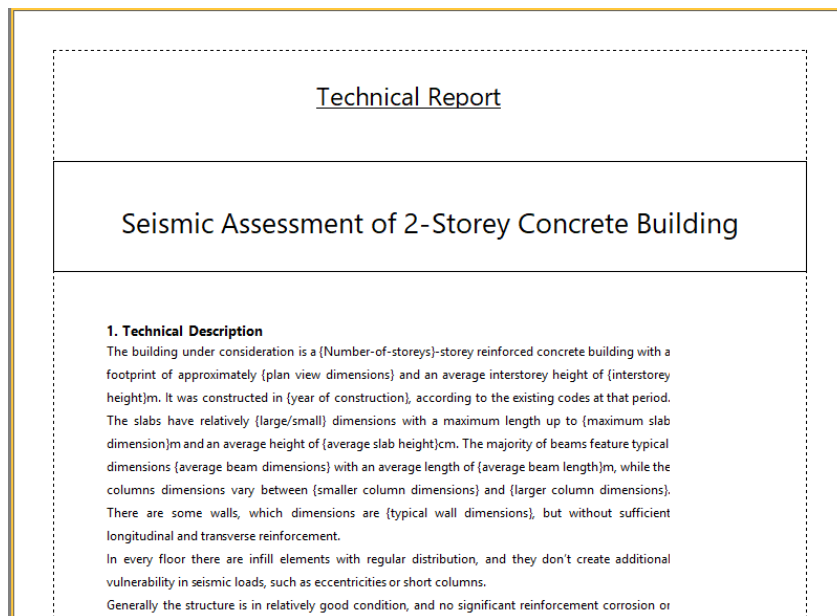 Technical Report
Seismic Assessment of 2-Storey Concrete Building
1. Technical Description
The building under consideration is a {Number-of-storeys}-storey reinforced concrete building with a
footprint of approximately {plan view dimensions} and an average interstorey height of {interstorey
height}m. It was constructed in {year of construction}, according to the existing codes at that period.
The slabs have relatively {large/small} dimensions with a maximum length up to {maximum slab
dimension}m and an average height of {average slab height}cm. The majority of beams feature typical
dimensions {average beam dimensions} with an average length of {average beam length}m, while the
columns dimensions vary between {smaller column dimensions} and {larger column dimensions}.
There are some walls, which dimensions are {typical wall dimensions}, but without sufficient
longitudinal and transverse reinforcement.
In every floor there are infill elements with regular distribution, and they don't create additional
vulnerability in seismic loads, such as eccentricities or short columns.
Generally the structure is in relatively good condition, and no significant reinforcement corrosion or